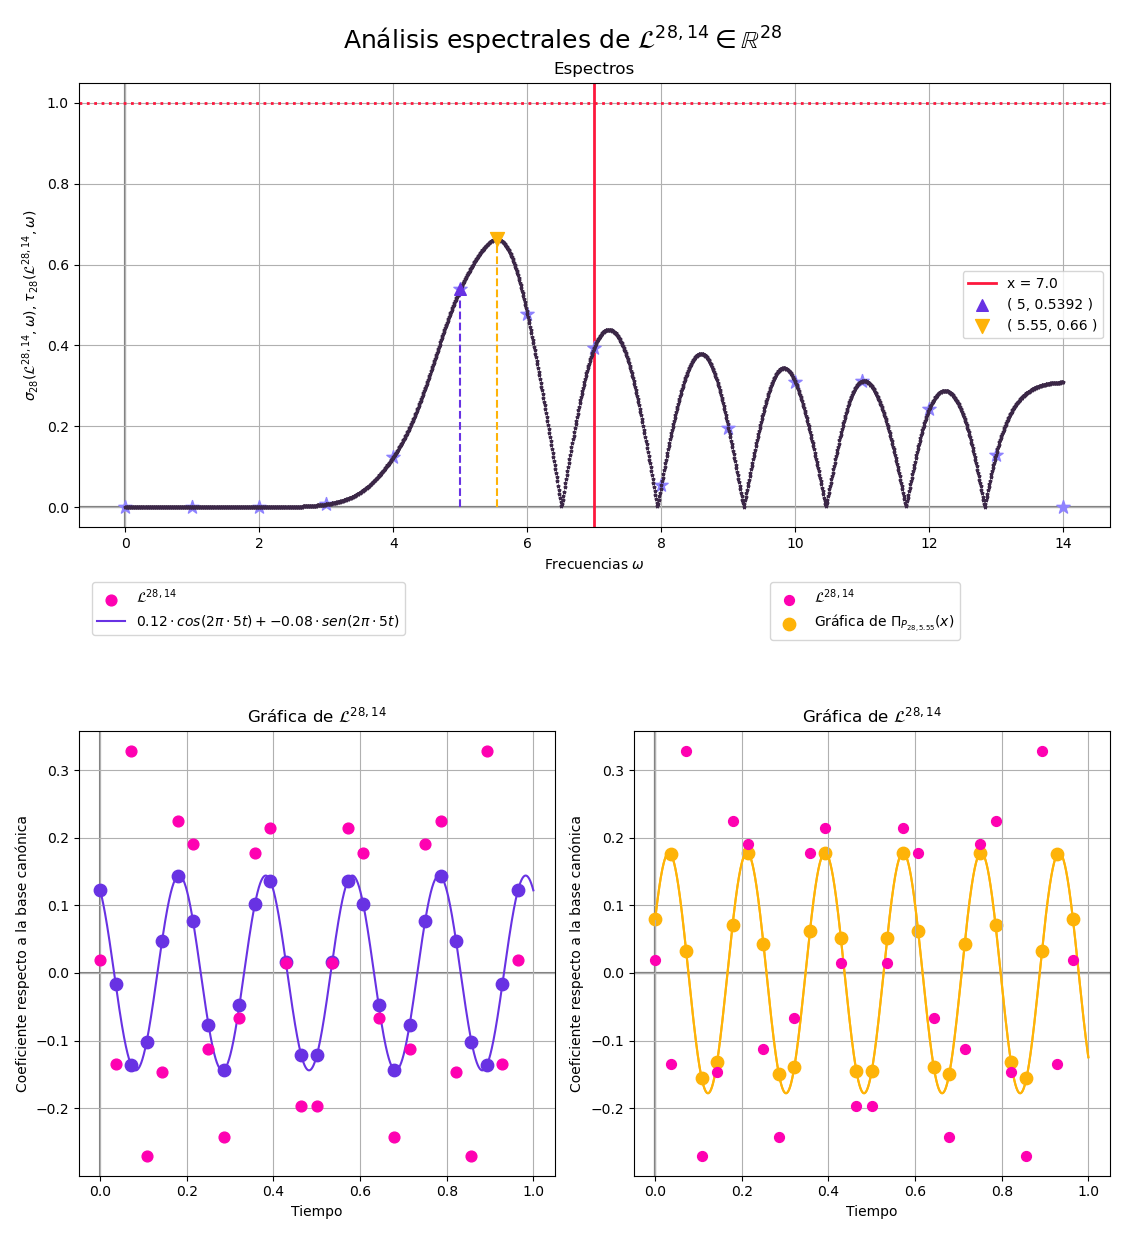 Análisis espectrales de 𝓛^{28,14} ∈ ℝ^{28}
Espectros
σ_{28}(𝓛^{28,14}, ω), τ_{28}(𝓛^{28,14}, ω)
1.0
0.8
0.6
0.4
0.2
0.0
x = 7.0
( 5, 0.5392 )
( 5.55, 0.66 )
0 2 4 6 8 10 12 14
Frecuencias ω
𝓛^{28,14}
0.12 · cos(2π · 5t) + −0.08 · sen(2π · 5t)
𝓛^{28,14}
Gráfica de Π_{P_{28,5.55}}(x)
Gráfica de 𝓛^{28,14}
Coeficiente respecto a la base canónica
0.3
0.2
0.1
0.0
−0.1
−0.2
0.0 0.2 0.4 0.6 0.8 1.0
Tiempo
Gráfica de 𝓛^{28,14}
Coeficiente respecto a la base canónica
0.3
0.2
0.1
0.0
−0.1
−0.2
0.0 0.2 0.4 0.6 0.8 1.0
Tiempo